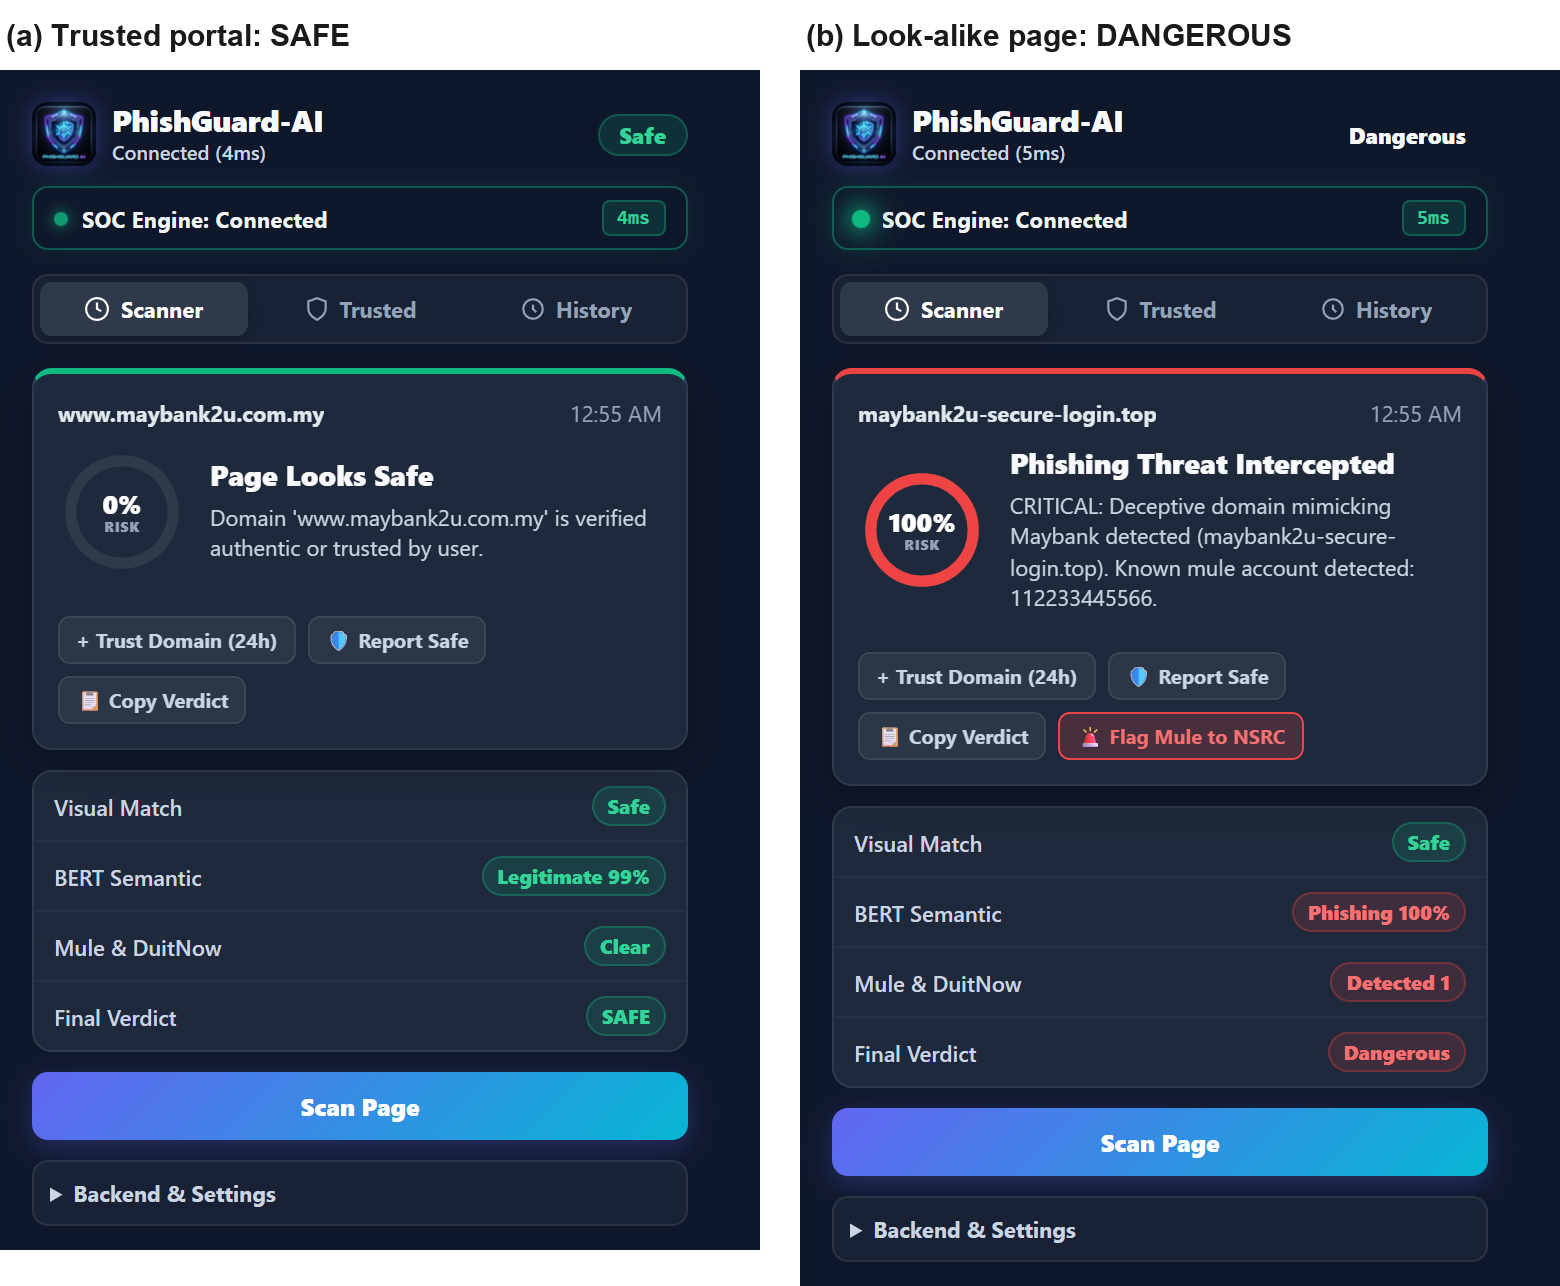 (a) Trusted portal: SAFE
PhishGuard-AI
Connected (4ms)
Safe
SOC Engine: Connected
4ms
Scanner
Trusted
History
www.maybank2u.com.my
12:55 AM
0%
RISK
Page Looks Safe
Domain 'www.maybank2u.com.my' is verified
authentic or trusted by user.
+ Trust Domain (24h)
Report Safe
Copy Verdict
Visual Match
Safe
BERT Semantic
Legitimate 99%
Mule & DuitNow
Clear
Final Verdict
SAFE
Scan Page
Backend & Settings
(b) Look-alike page: DANGEROUS
PhishGuard-AI
Connected (5ms)
Dangerous
SOC Engine: Connected
5ms
Scanner
Trusted
History
maybank2u-secure-login.top
12:55 AM
100%
RISK
Phishing Threat Intercepted
CRITICAL: Deceptive domain mimicking
Maybank detected (maybank2u-secure-
login.top). Known mule account detected:
112233445566.
+ Trust Domain (24h)
Report Safe
Copy Verdict
Flag Mule to NSRC
Visual Match
Safe
BERT Semantic
Phishing 100%
Mule & DuitNow
Detected 1
Final Verdict
Dangerous
Scan Page
Backend & Settings